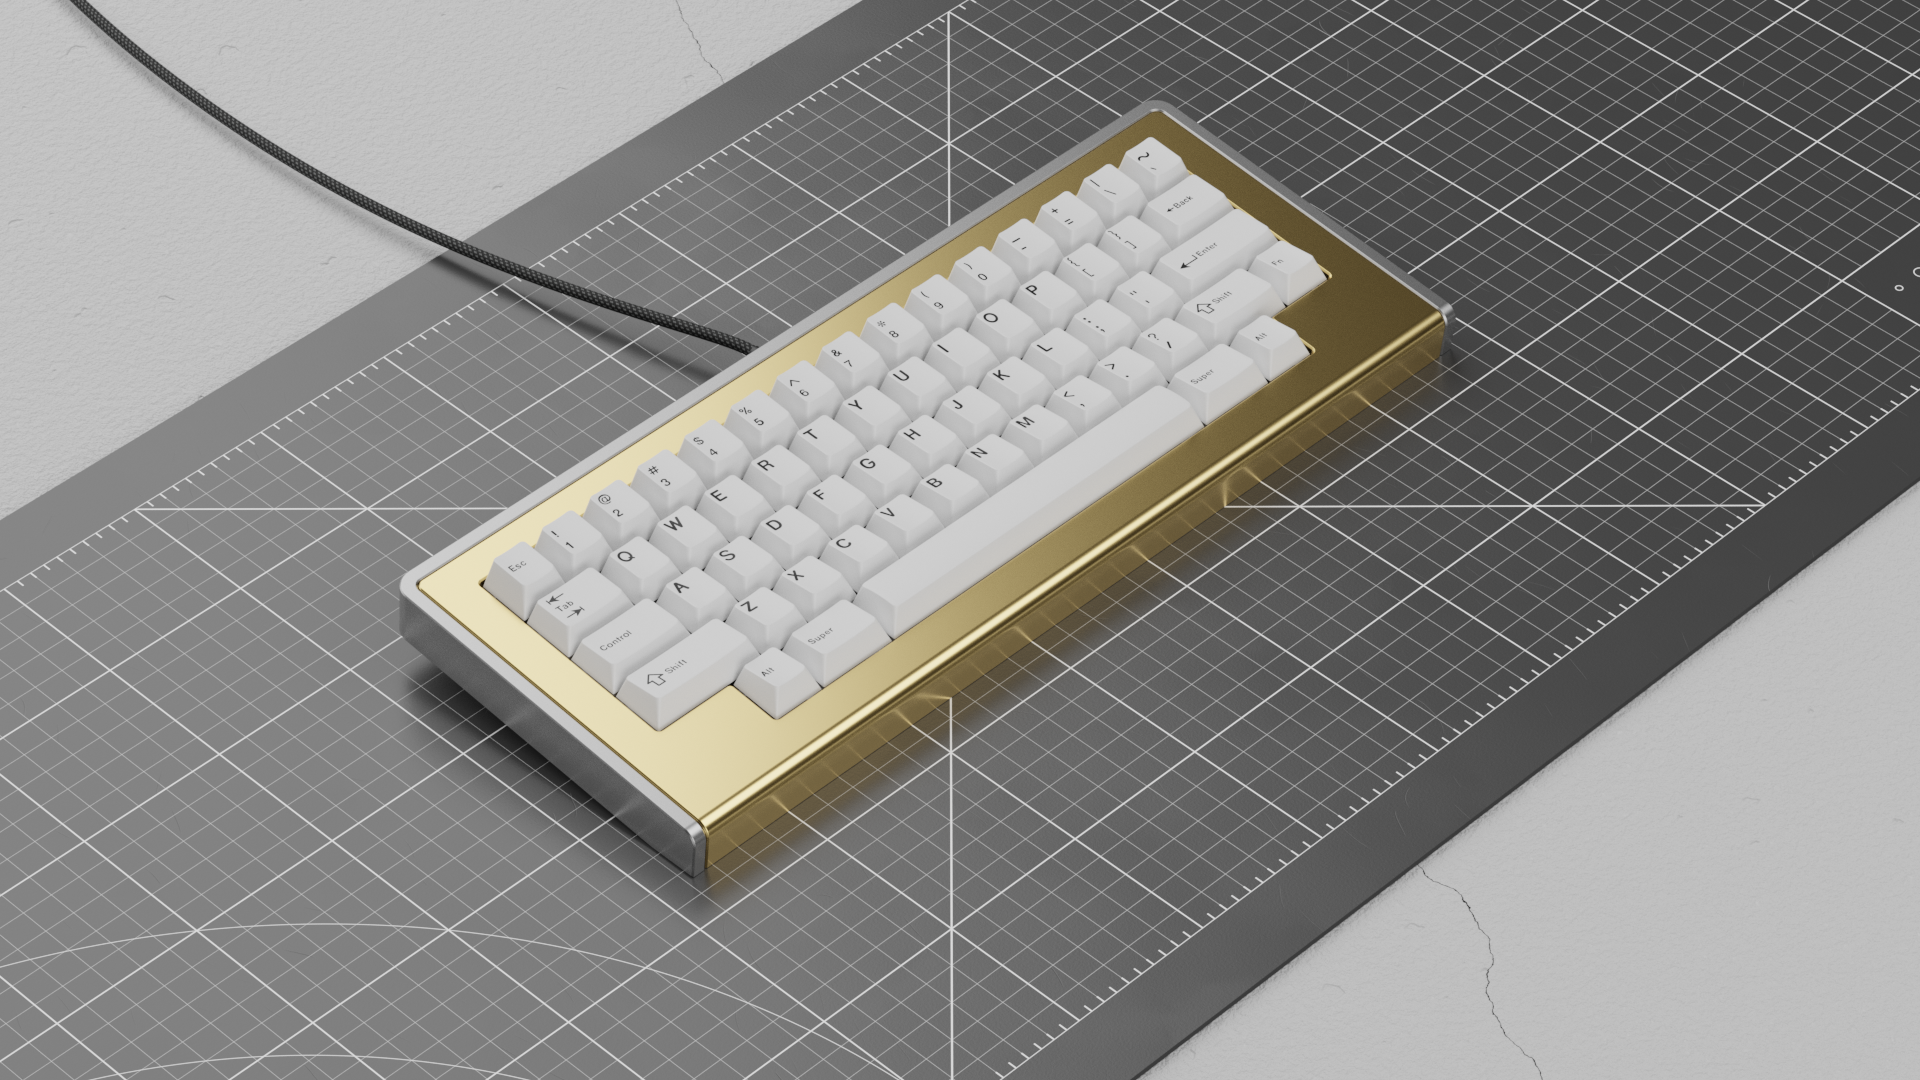 Esc ! 1 @ 2 # 3 $ 4 % 5 ^ 6 & 7 * 8 ( 9 ) 0 _ - + = | \ ~ `
Tab Q W E R T Y U I O P { [ } ] ←Back
Control A S D F G H J K L : ; " ' Enter
Shift Z X C V B N M < , > . ? / Shift Fn
Alt Super Super Alt